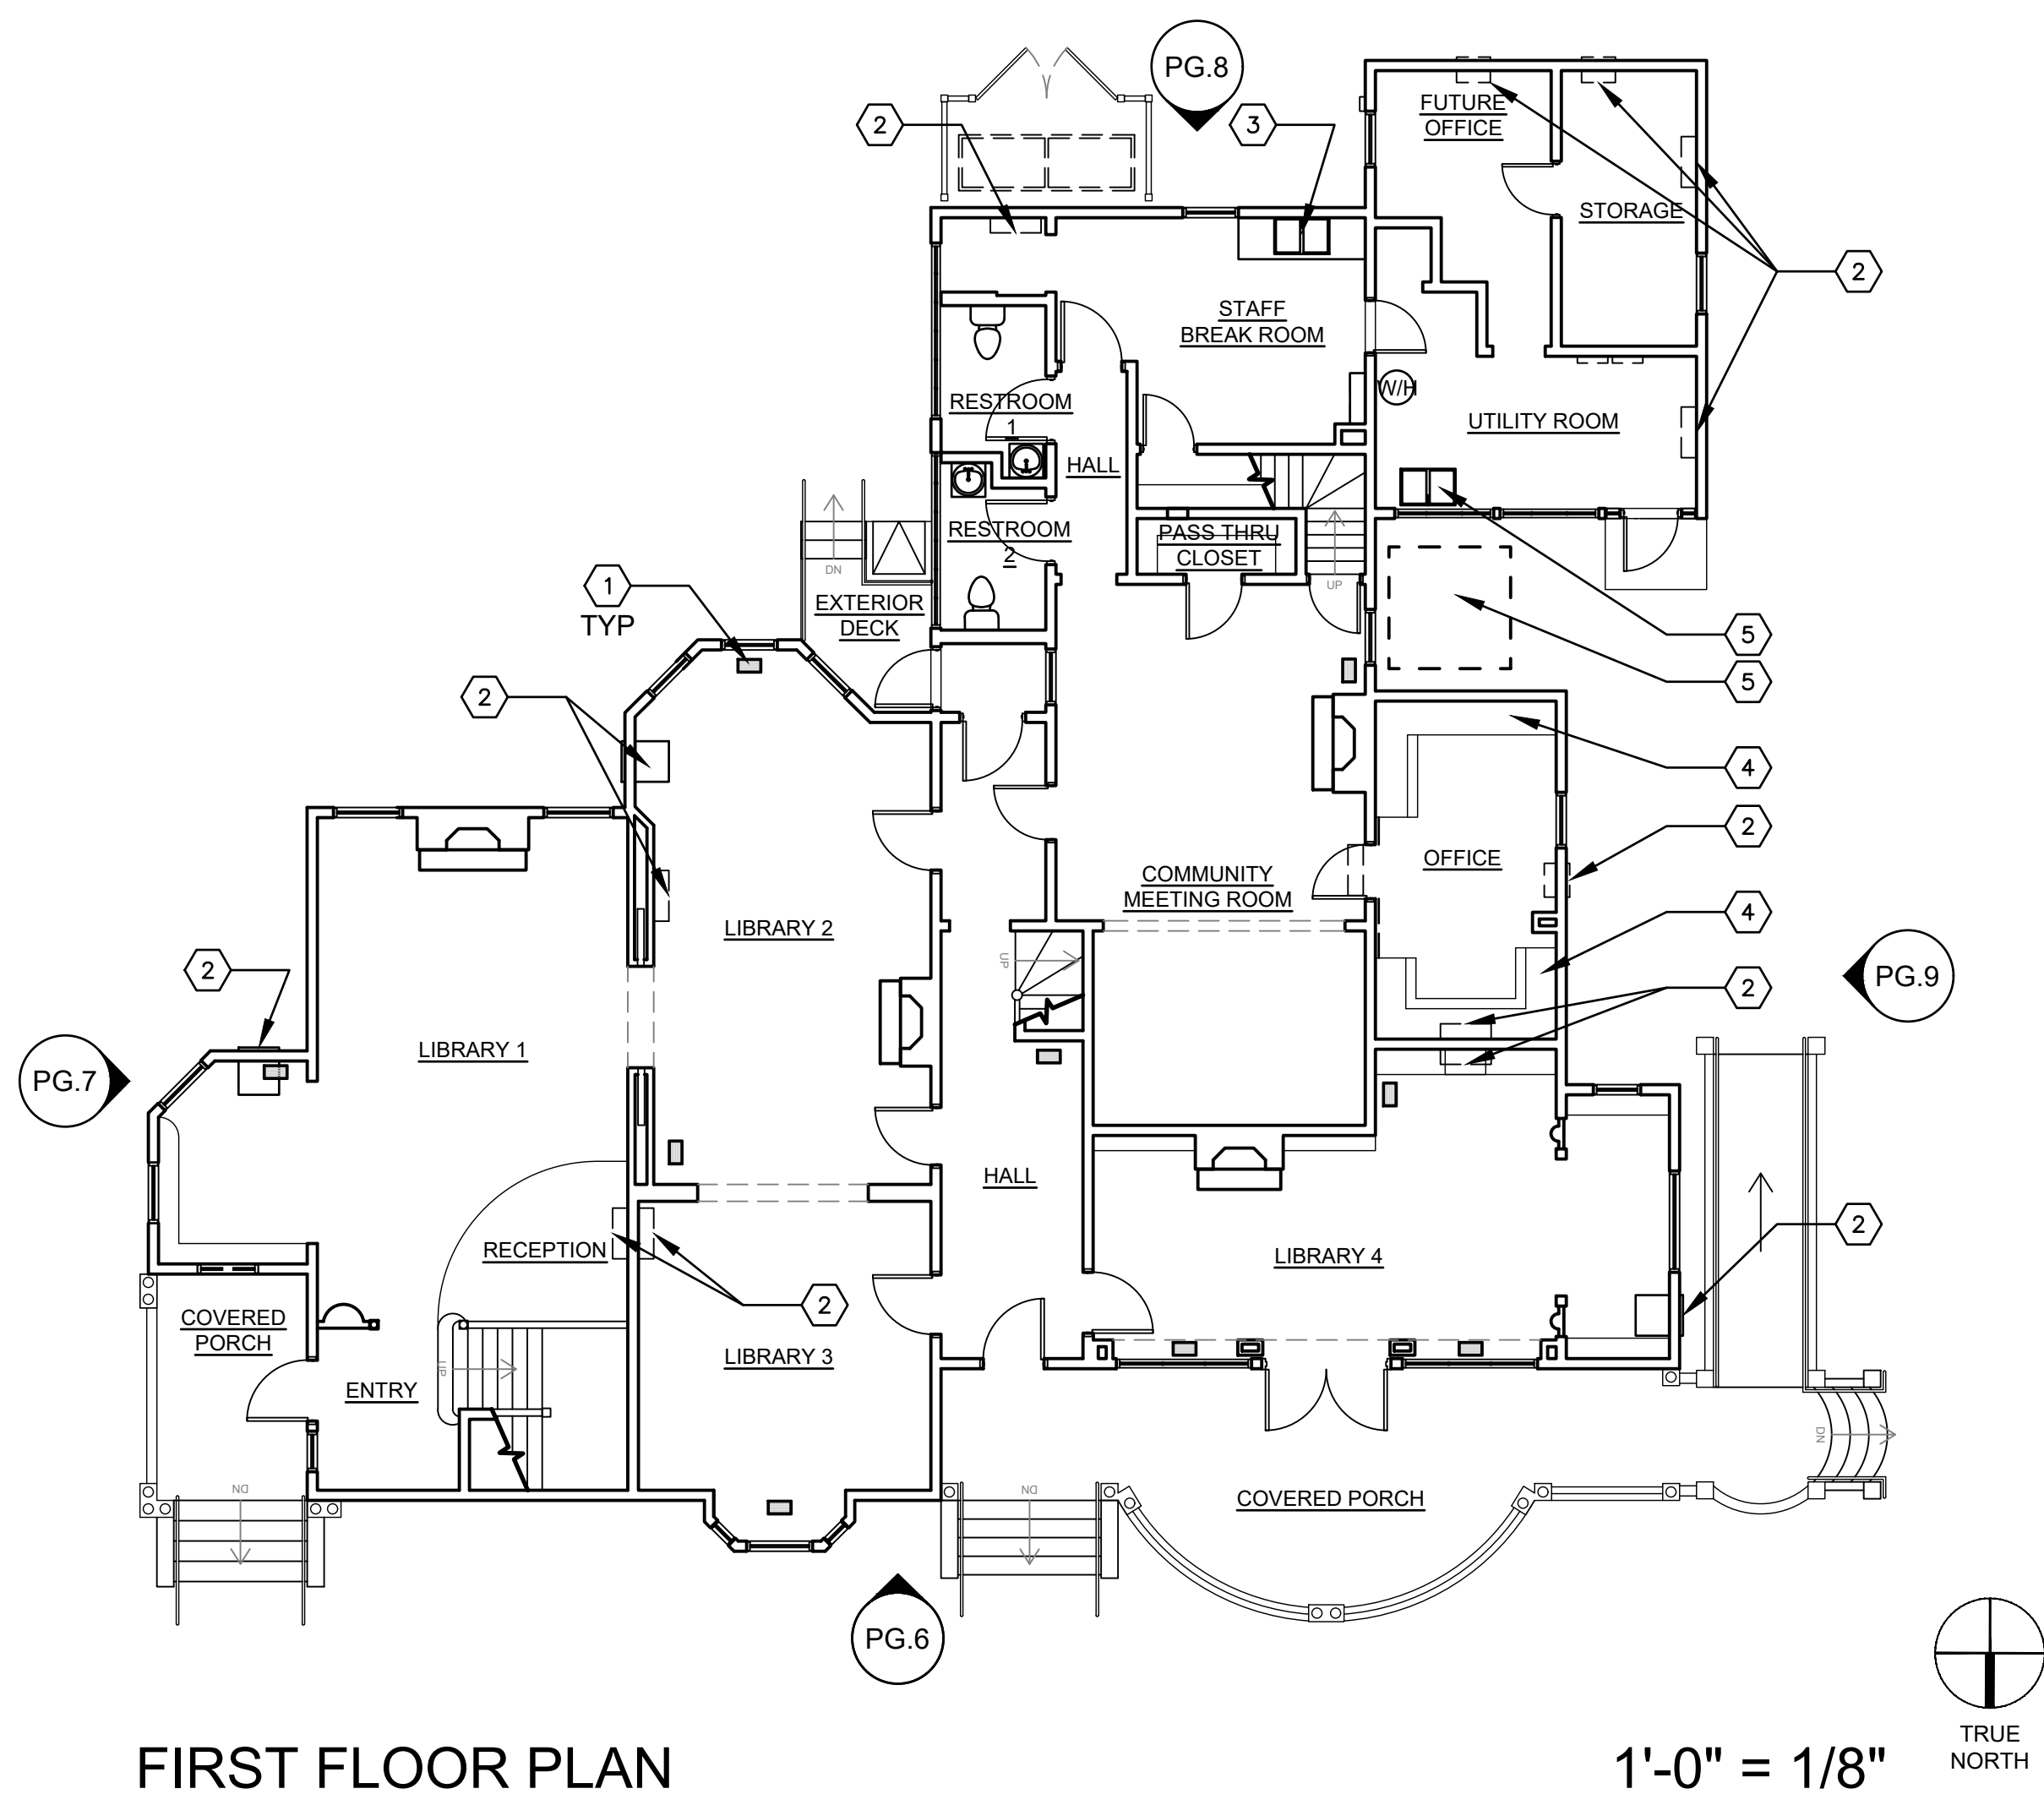 PG.8
2
3
FUTURE
OFFICE
STORAGE
2
STAFF
BREAK ROOM
W/H
RESTROOM
1
UTILITY ROOM
HALL
RESTROOM
2
PASS THRU
CLOSET
DN
UP
1
TYP
EXTERIOR
DECK
5
5
2
4
2
OFFICE
COMMUNITY
MEETING ROOM
4
LIBRARY 2
UP
2
PG.9
2
LIBRARY 1
PG.7
HALL
2
RECEPTION
LIBRARY 4
2
COVERED
PORCH
LIBRARY 3
UP
ENTRY
DN
DN
DN
COVERED PORCH
PG.6
TRUE
NORTH
FIRST FLOOR PLAN
1'-0" = 1/8"